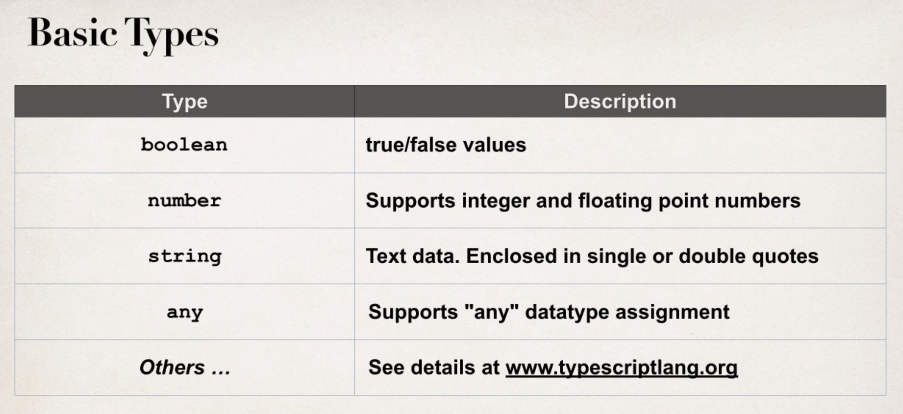 Basic Types
Type Description
boolean true/false values
number Supports integer and floating point numbers
string Text data. Enclosed in single or double quotes
any Supports "any" datatype assignment
Others … See details at www.typescriptlang.org